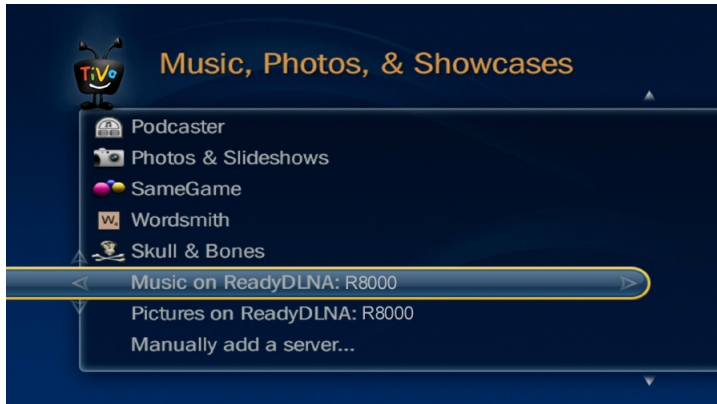 TiVo
Music, Photos, & Showcases
Podcaster
Photos & Slideshows
SameGame
W4
Wordsmith
Skull & Bones
Music on ReadyDLNA: R8000
Pictures on ReadyDLNA: R8000
Manually add a server...